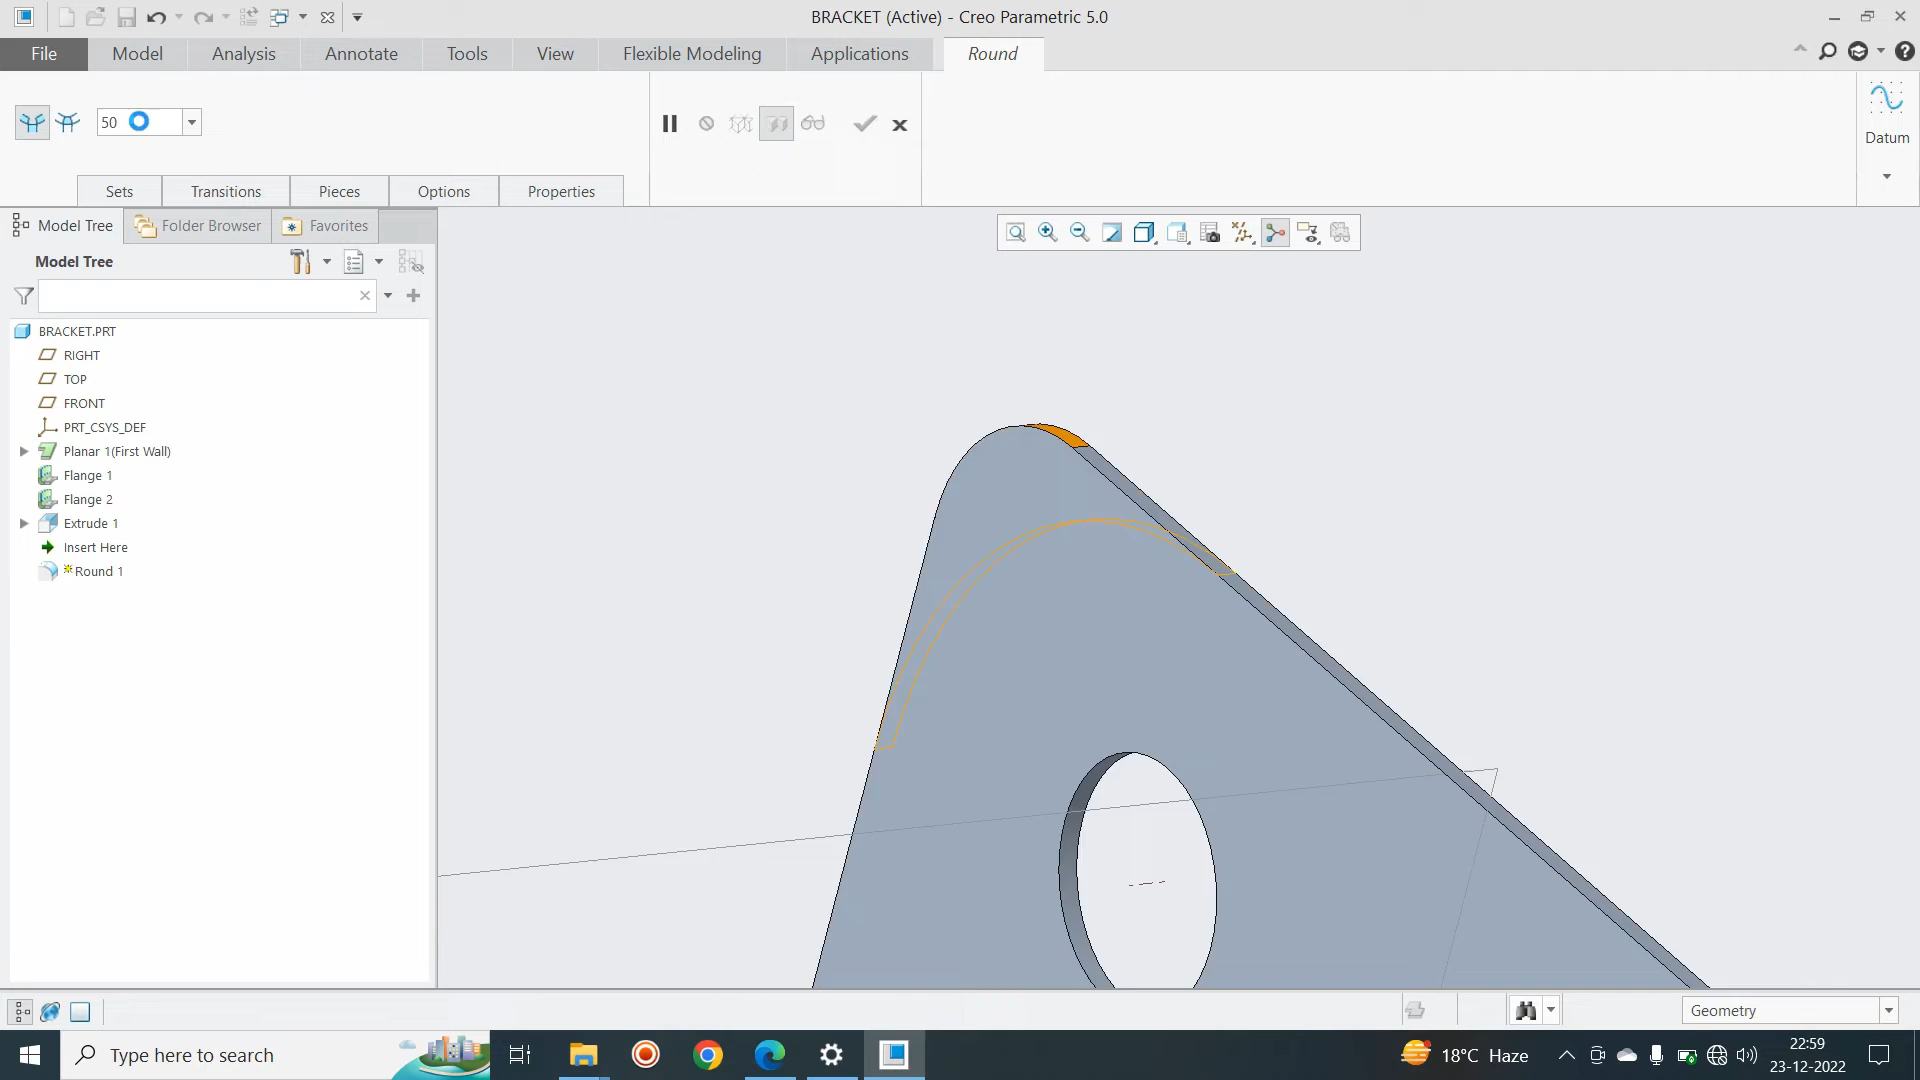 BRACKET (Active) - Creo Parametric 5.0
File Model Analysis Annotate Tools View Flexible Modeling Applications Round
50
Datum
Sets Transitions Pieces Options Properties
Model Tree Folder Browser Favorites
Model Tree
BRACKET.PRT
RIGHT
TOP
FRONT
PRT_CSYS_DEF
Planar 1(First Wall)
Flange 1
Flange 2
Extrude 1
Insert Here
Round 1
Geometry
Type here to search
18°C Haze
22:59
23-12-2022